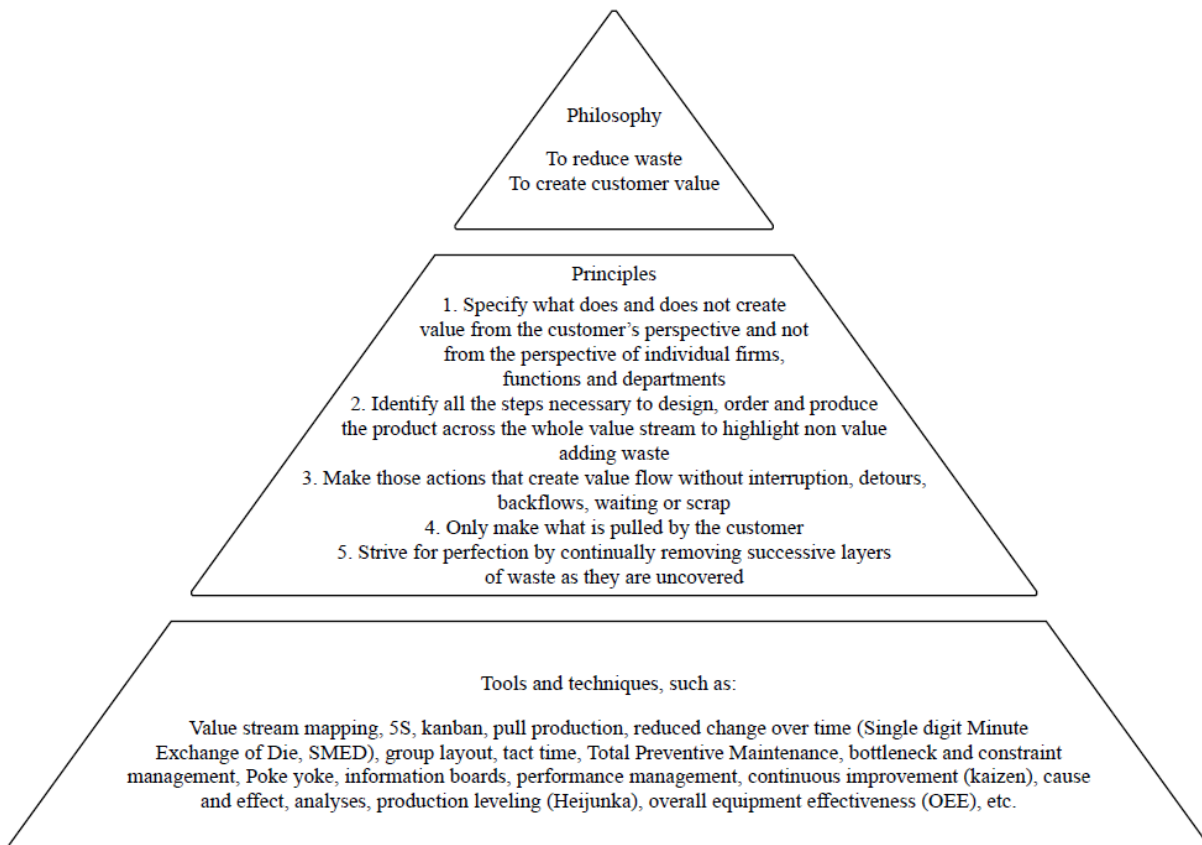 Philosophy
To reduce waste
To create customer value
Principles
1. Specify what does and does not create
value from the customer's perspective and not
from the perspective of individual firms,
functions and departments
2. Identify all the steps necessary to design, order and produce
the product across the whole value stream to highlight non value
adding waste
3. Make those actions that create value flow without interruption, detours,
backflows, waiting or scrap
4. Only make what is pulled by the customer
5. Strive for perfection by continually removing successive layers
of waste as they are uncovered
Tools and techniques, such as:
Value stream mapping, 5S, kanban, pull production, reduced change over time (Single digit Minute
Exchange of Die, SMED), group layout, tact time, Total Preventive Maintenance, bottleneck and constraint
management, Poke yoke, information boards, performance management, continuous improvement (kaizen), cause
and effect, analyses, production leveling (Heijunka), overall equipment effectiveness (OEE), etc.